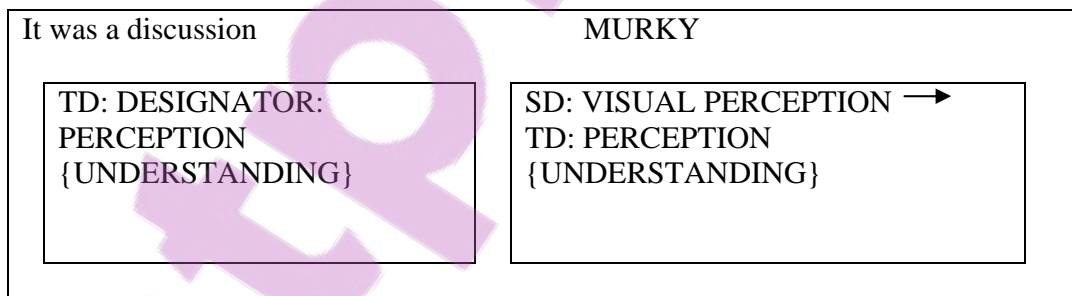 It was a discussion MURKY
TD: DESIGNATOR:
PERCEPTION
{UNDERSTANDING}
SD: VISUAL PERCEPTION →
TD: PERCEPTION
{UNDERSTANDING}